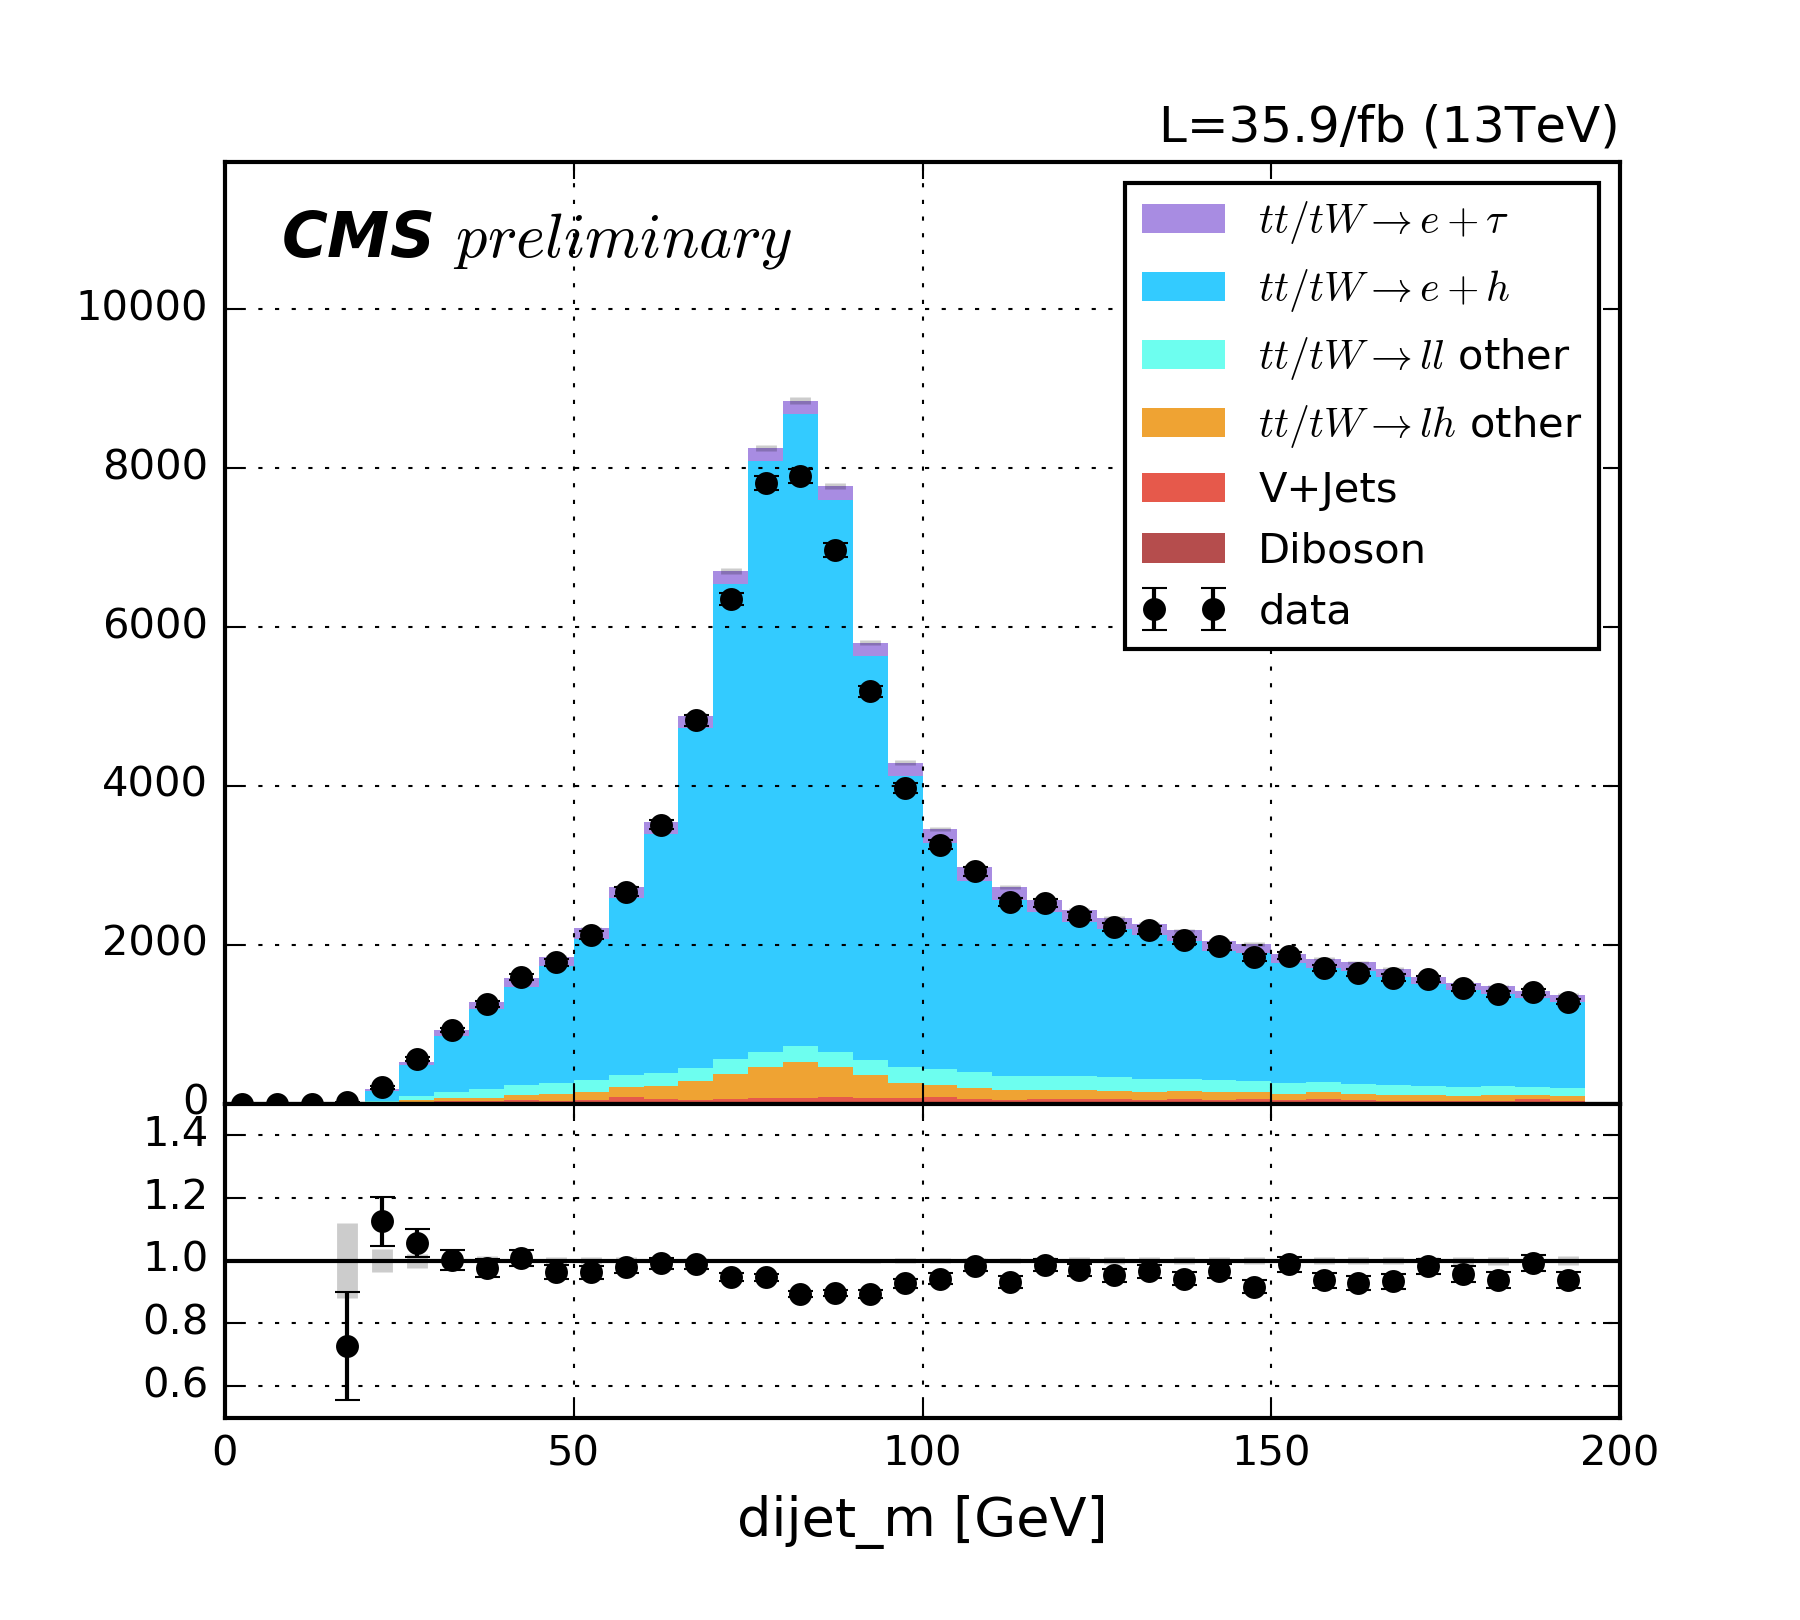 L=35.9/fb (13TeV)
CMS preliminary
tt/tW→e+τ
tt/tW→e+h
tt/tW→ll other
tt/tW→lh other
V+Jets
Diboson
data
10000
8000
6000
4000
2000
0
1.4
1.2
1.0
0.8
0.6
0 50 100 150 200
dijet_m [GeV]